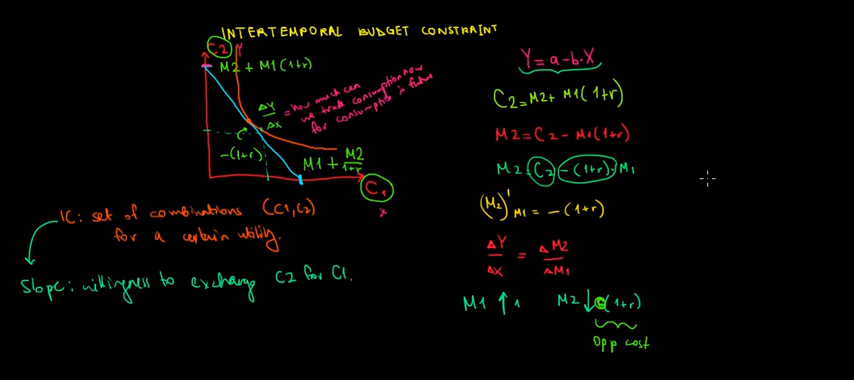 INTERTEMPORAL BUDGET CONSTRAINT
C2
M2 + M1(1+r)
ΔY/ΔX = how much can
we trade consumption now
for consumption in future
-(1+r)
M1 + M2/1+r
C1
x
IC: set of combinations (C1,C2)
for a certain utility.
Slope: willingness to exchange C2 for C1.
Y = a - b·X
C2 = M2 + M1(1+r)
M2 = C2 - M1(1+r)
M2 = C2 -(1+r)·M1
(M2)'M1 = -(1+r)
ΔY/ΔX = ΔM2/ΔM1
M1 ↑ 1 M2 ↓ (1+r)
Opp cost